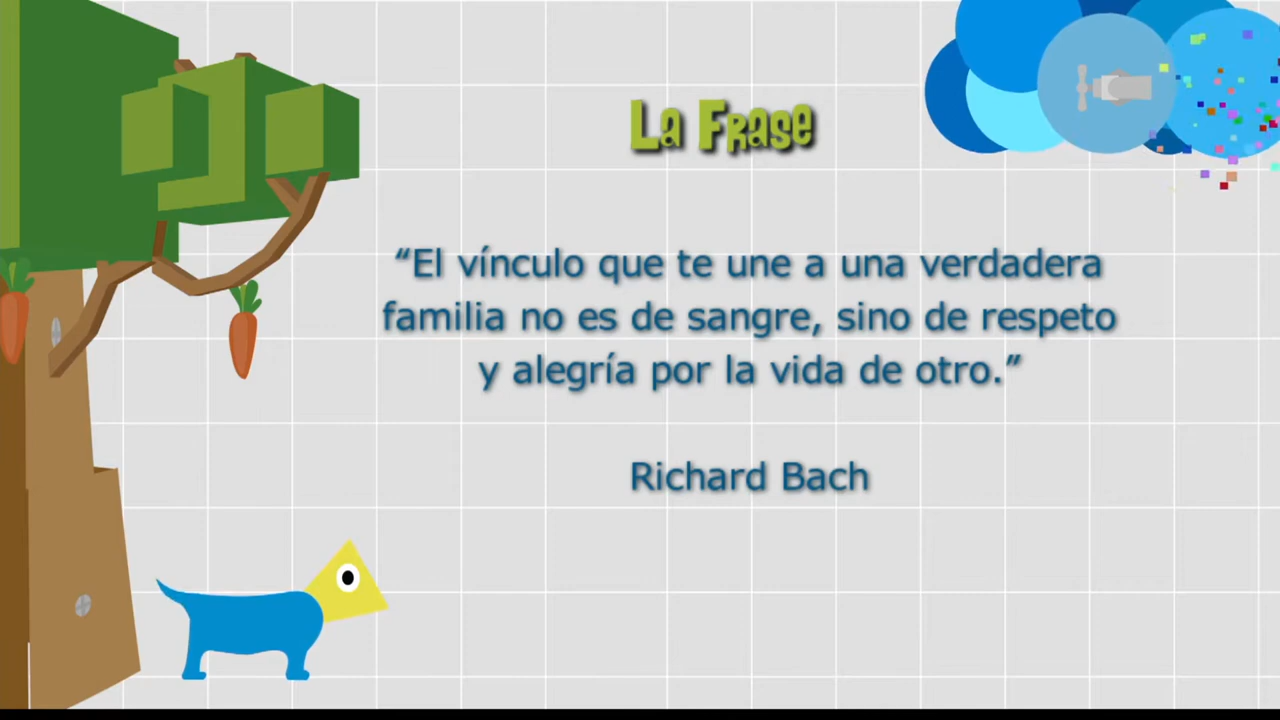 La Frase
“El vínculo que te une a una verdadera
familia no es de sangre, sino de respeto
y alegría por la vida de otro.”
Richard Bach